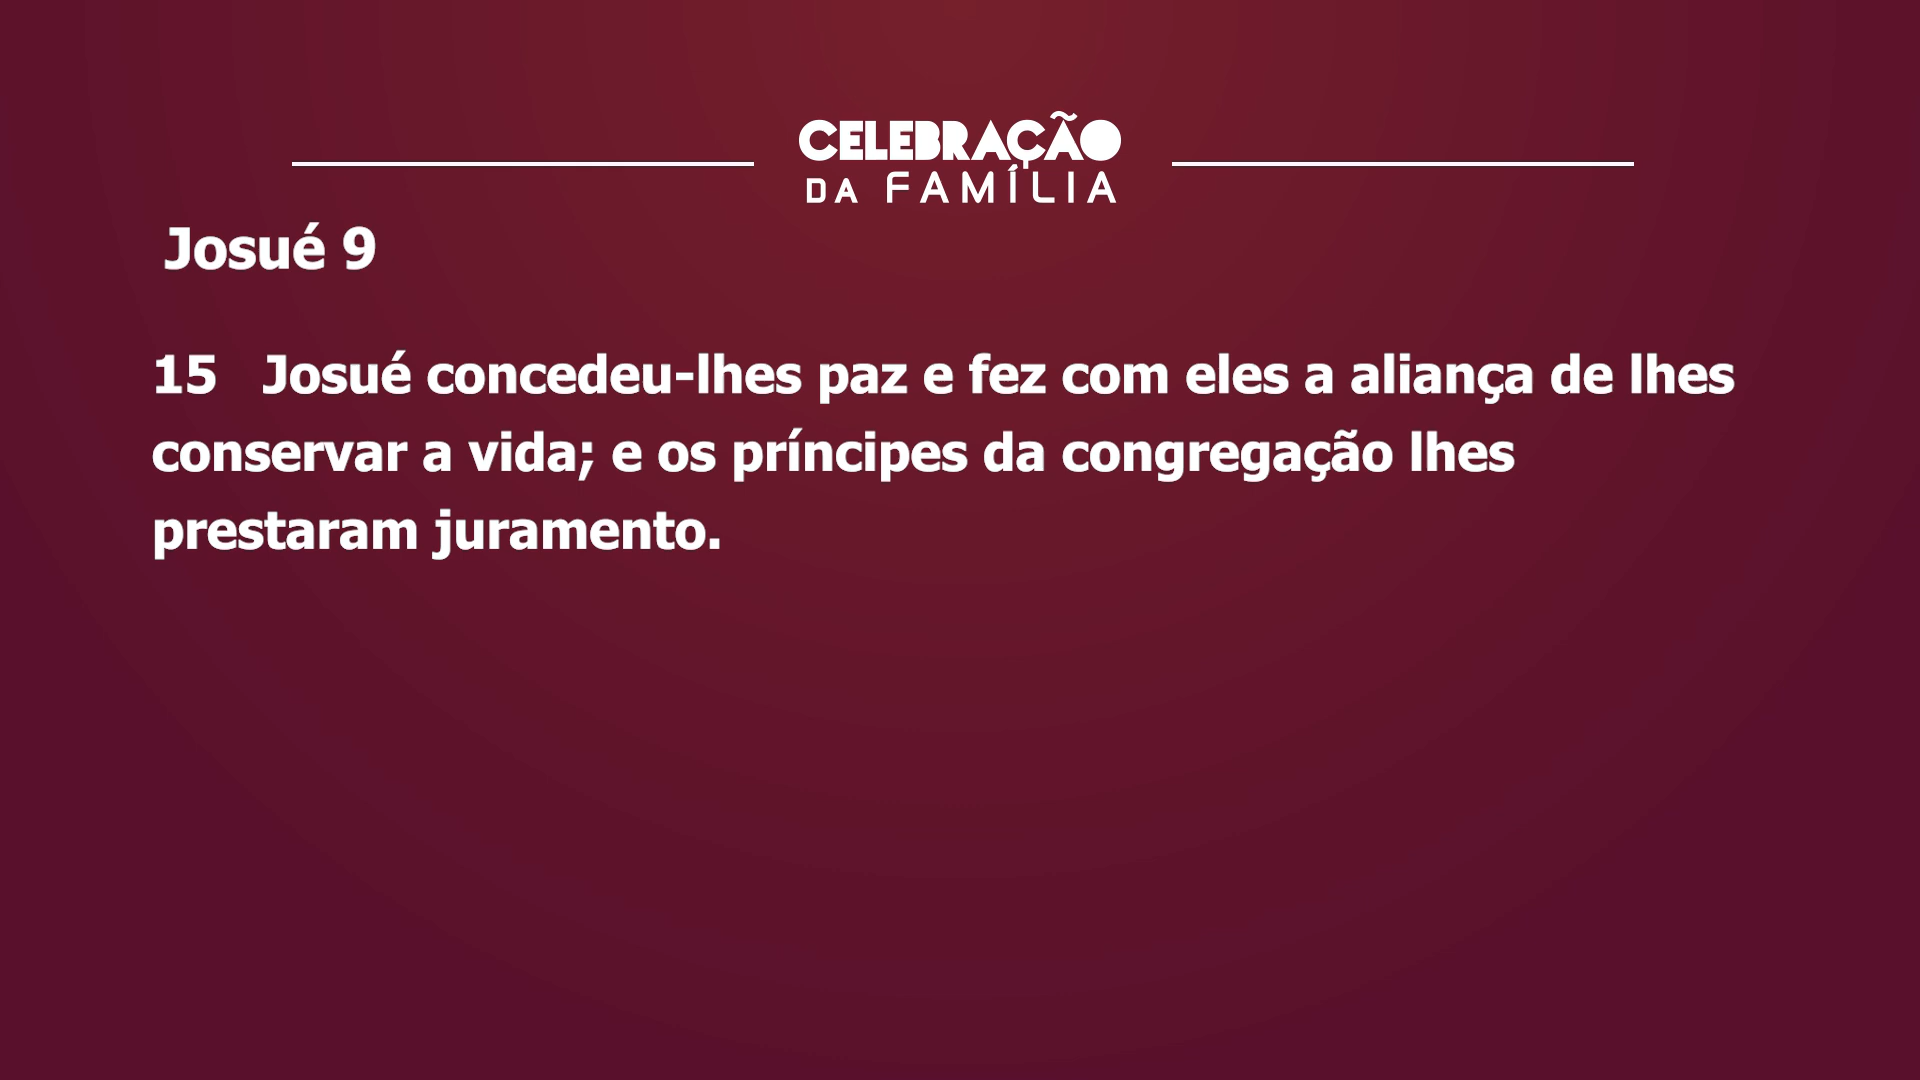 CELEBRAÇÃO
DA FAMÍLIA
Josué 9
15 Josué concedeu-lhes paz e fez com eles a aliança de lhes
conservar a vida; e os príncipes da congregação lhes
prestaram juramento.